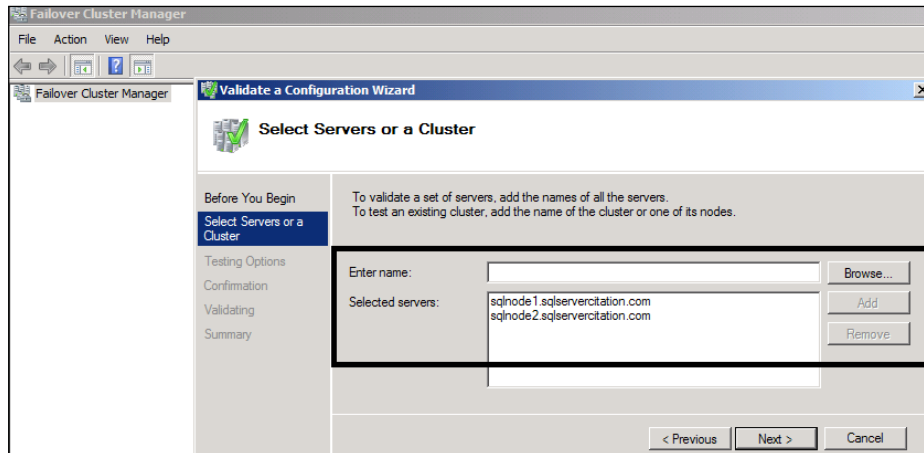 Failover Cluster Manager
File Action View Help
Failover Cluster Manager
Validate a Configuration Wizard
Select Servers or a Cluster
Before You Begin
Select Servers or a
Cluster
Testing Options
Confirmation
Validating
Summary
To validate a set of servers, add the names of all the servers.
To test an existing cluster, add the name of the cluster or one of its nodes.
Enter name:
Browse...
Selected servers:
sqlnode1.sqlservercitation.com
sqlnode2.sqlservercitation.com
Add
Remove
< Previous
Next >
Cancel